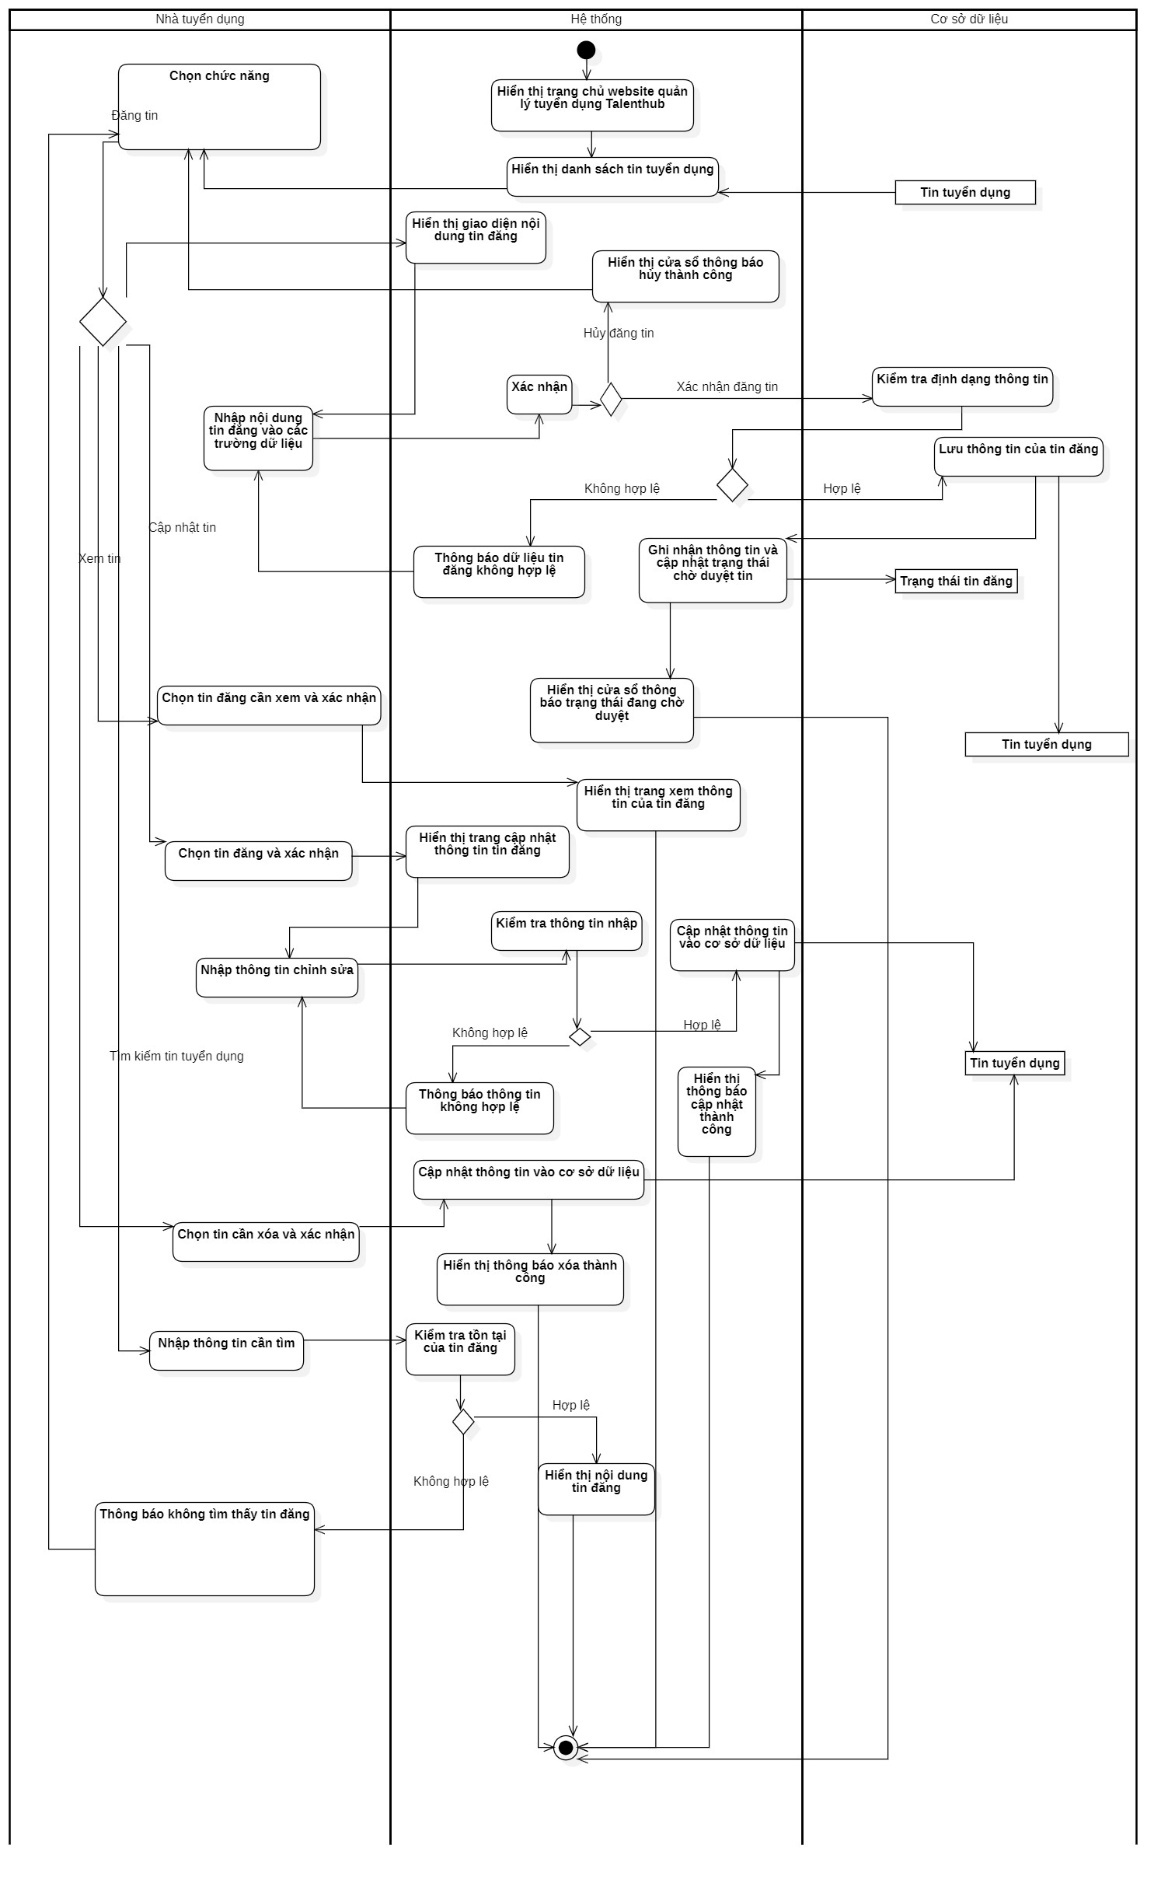 Nhà tuyển dụng
Hệ thống
Cơ sở dữ liệu
Chọn chức năng
Đăng tin
Hiển thị trang chủ website quản
lý tuyển dụng Talenthub
Hiển thị danh sách tin tuyển dụng
Tin tuyển dụng
Hiển thị giao diện nội
dung tin đăng
Hiển thị cửa sổ thông báo
hủy thành công
Hủy đăng tin
Xác nhận
Xác nhận đăng tin
Kiểm tra định dạng thông tin
Nhập nội dung
tin đăng vào các
trường dữ liệu
Lưu thông tin của tin đăng
Không hợp lệ
Hợp lệ
Cập nhật tin
Xem tin
Thông báo dữ liệu tin
đăng không hợp lệ
Ghi nhận thông tin và
cập nhật trạng thái
chờ duyệt tin
Trạng thái tin đăng
Chọn tin đăng cần xem và xác nhận
Hiển thị cửa sổ thông
báo trạng thái đang chờ
duyệt
Tin tuyển dụng
Hiển thị trang xem thông
tin của tin đăng
Chọn tin đăng và xác nhận
Hiển thị trang cập nhật
thông tin tin đăng
Kiểm tra thông tin nhập
Cập nhật thông tin
vào cơ sở dữ liệu
Nhập thông tin chỉnh sửa
Không hợp lệ
Hợp lệ
Tìm kiếm tin tuyển dụng
Tin tuyển dụng
Thông báo thông tin
không hợp lệ
Hiển thị
thông báo
cập nhật
thành
công
Cập nhật thông tin vào cơ sở dữ liệu
Chọn tin cần xóa và xác nhận
Hiển thị thông báo xóa thành
công
Nhập thông tin cần tìm
Kiểm tra tồn tại
của tin đăng
Hợp lệ
Không hợp lệ
Hiển thị nội dung
tin đăng
Thông báo không tìm thấy tin đăng